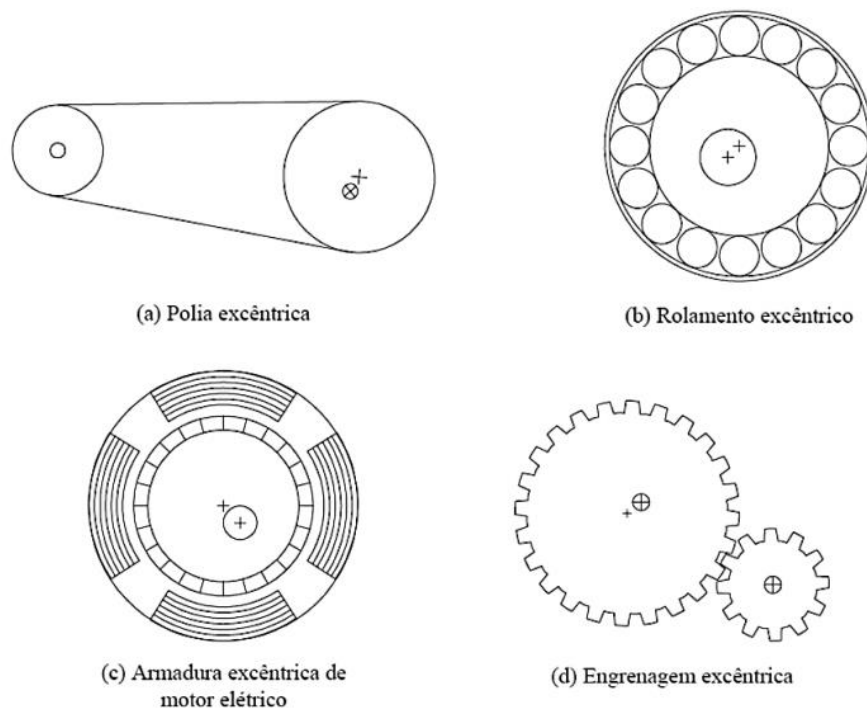 (a) Polia excêntrica
(b) Rolamento excêntrico
(c) Armadura excêntrica de
motor elétrico
(d) Engrenagem excêntrica